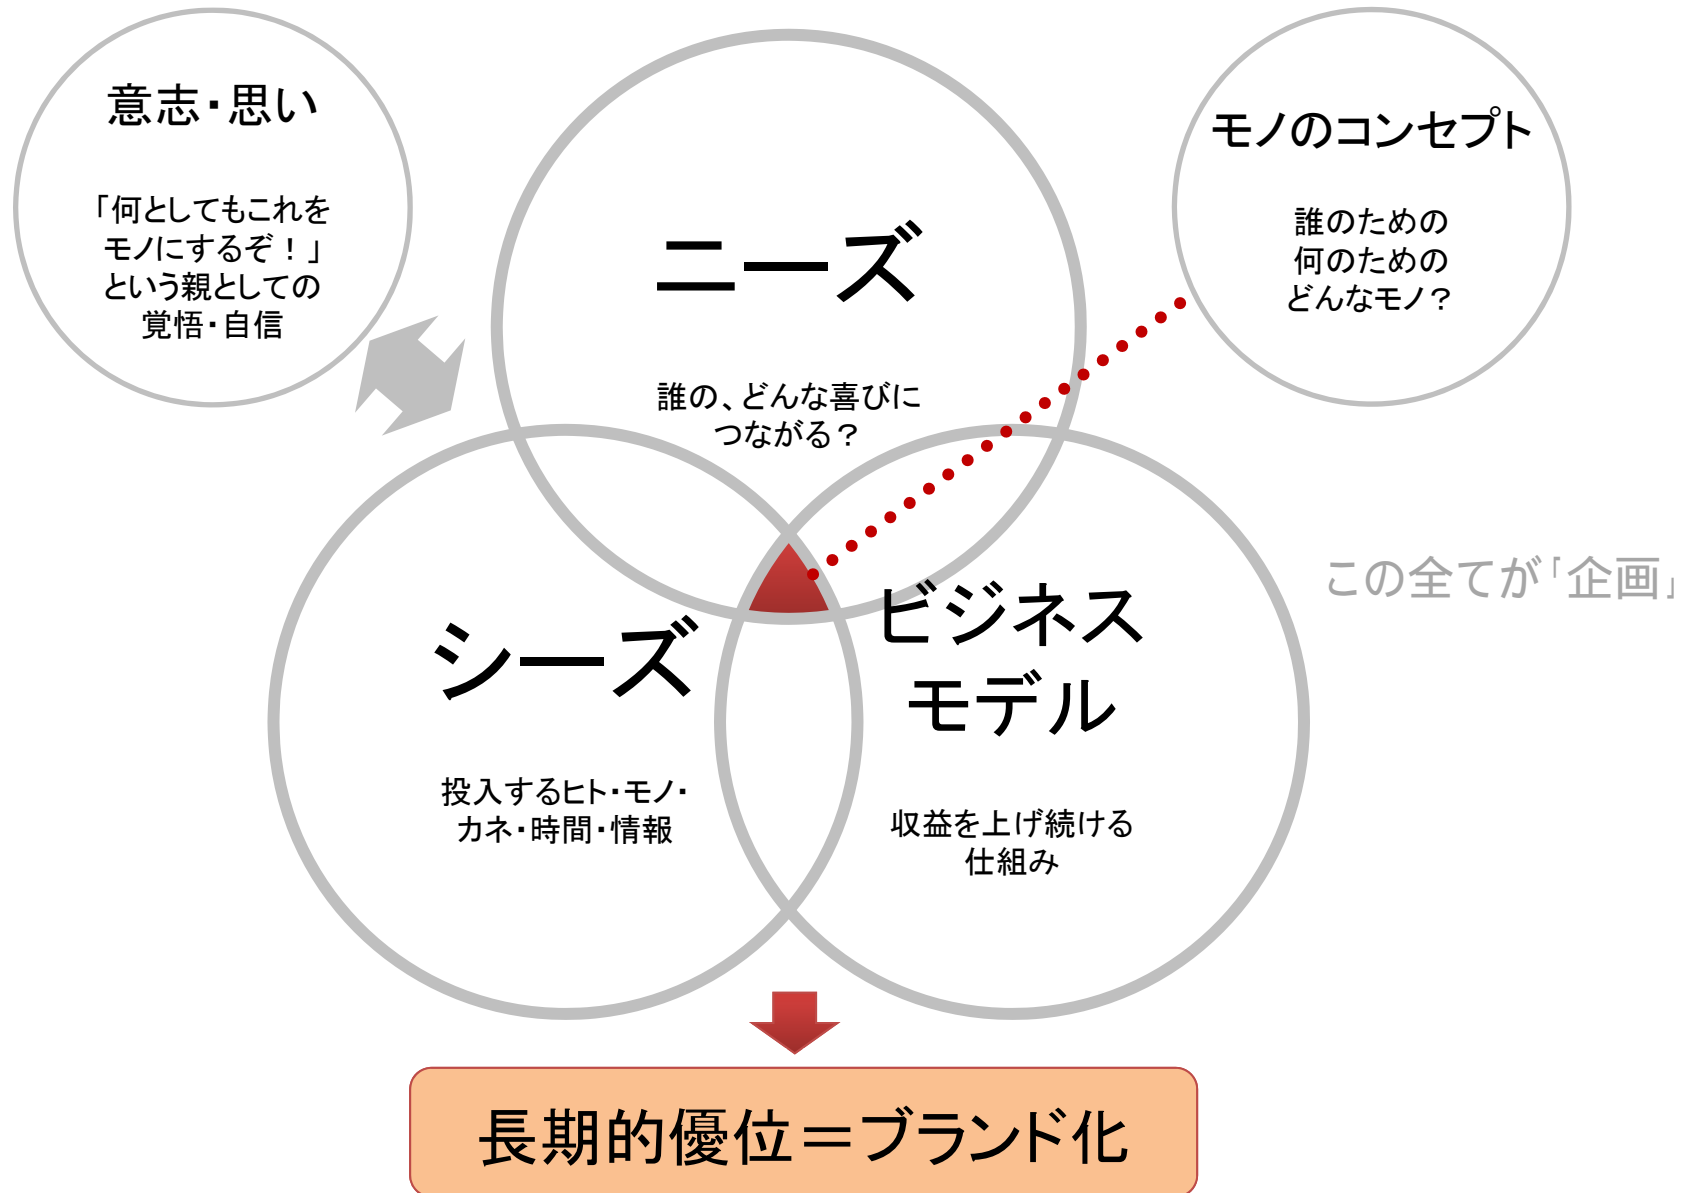 意志・思い
「何としてもこれを
モノにするぞ！」
という親としての
覚悟・自信
ニーズ
誰の、どんな喜びに
つながる？
モノのコンセプト
誰のための
何のための
どんなモノ？
シーズ
投入するヒト・モノ・
カネ・時間・情報
ビジネス
モデル
収益を上げ続ける
仕組み
この全てが「企画」
長期的優位＝ブランド化